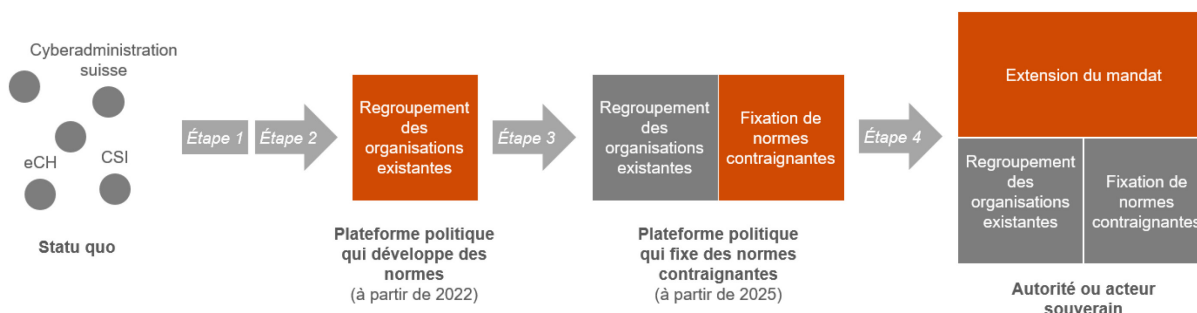 Cyberadministration
suisse
eCH
CSI
Statu quo
Étape 1
Étape 2
Regroupement
des
organisations
existantes
Plateforme politique
qui développe des
normes
(à partir de 2022)
Étape 3
Regroupement
des
organisations
existantes
Fixation de
normes
contraignantes
Plateforme politique
qui fixe des normes
contraignantes
(à partir de 2025)
Étape 4
Extension du mandat
Regroupement
des
organisations
existantes
Fixation de
normes
contraignantes
Autorité ou acteur
souverain